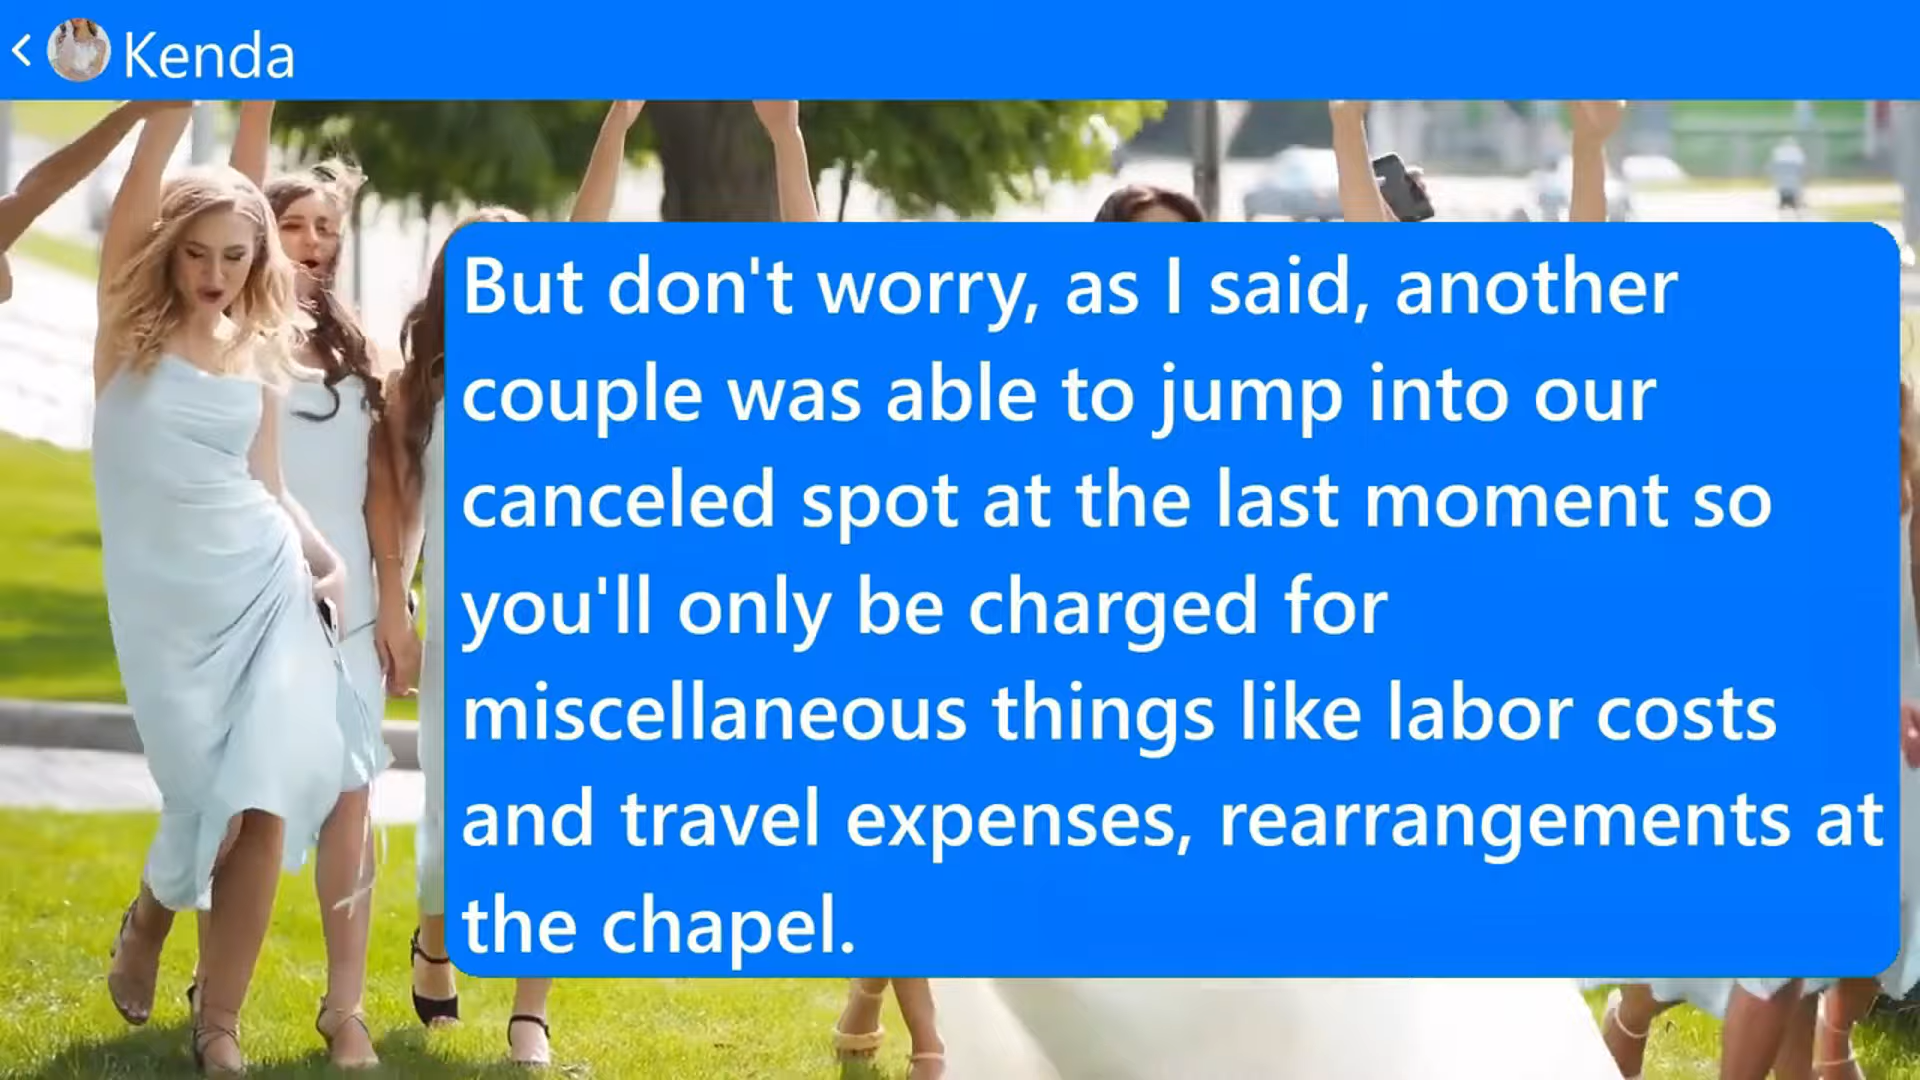 Kenda
But don't worry, as I said, another
couple was able to jump into our
canceled spot at the last moment so
you'll only be charged for
miscellaneous things like labor costs
and travel expenses, rearrangements at
the chapel.